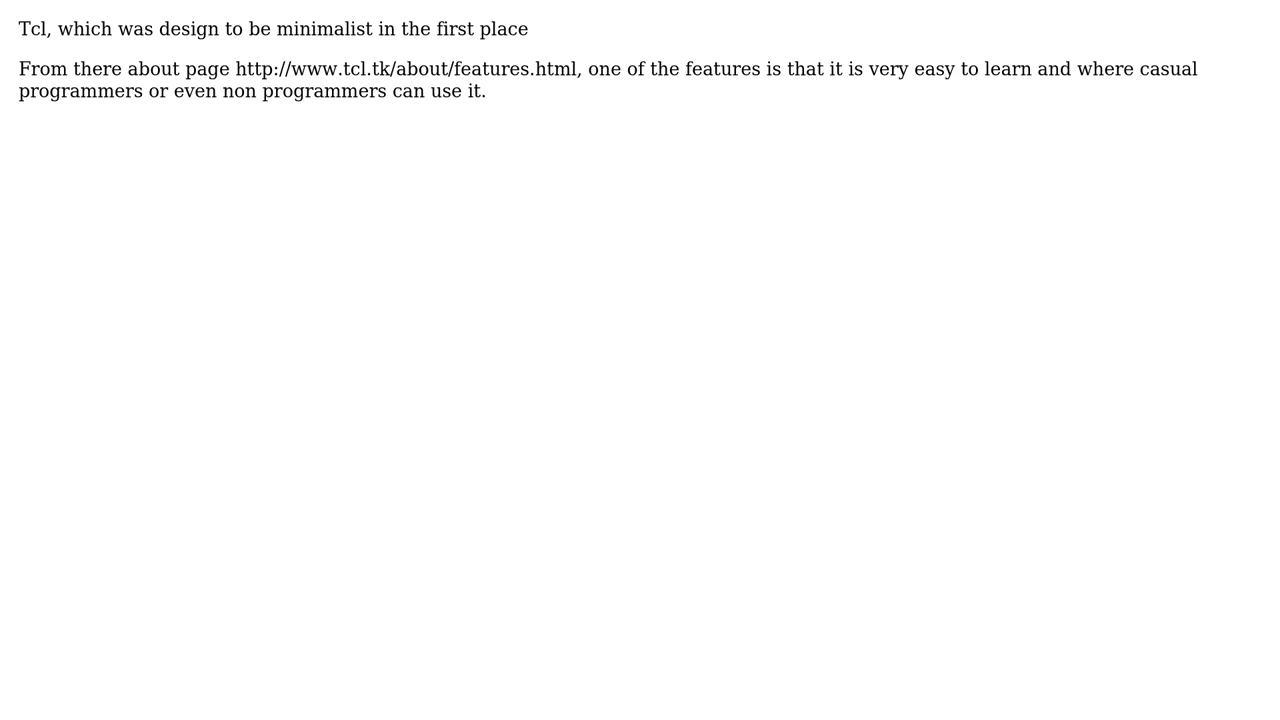 Tcl, which was design to be minimalist in the first place
From there about page http://www.tcl.tk/about/features.html, one of the features is that it is very easy to learn and where casual
programmers or even non programmers can use it.